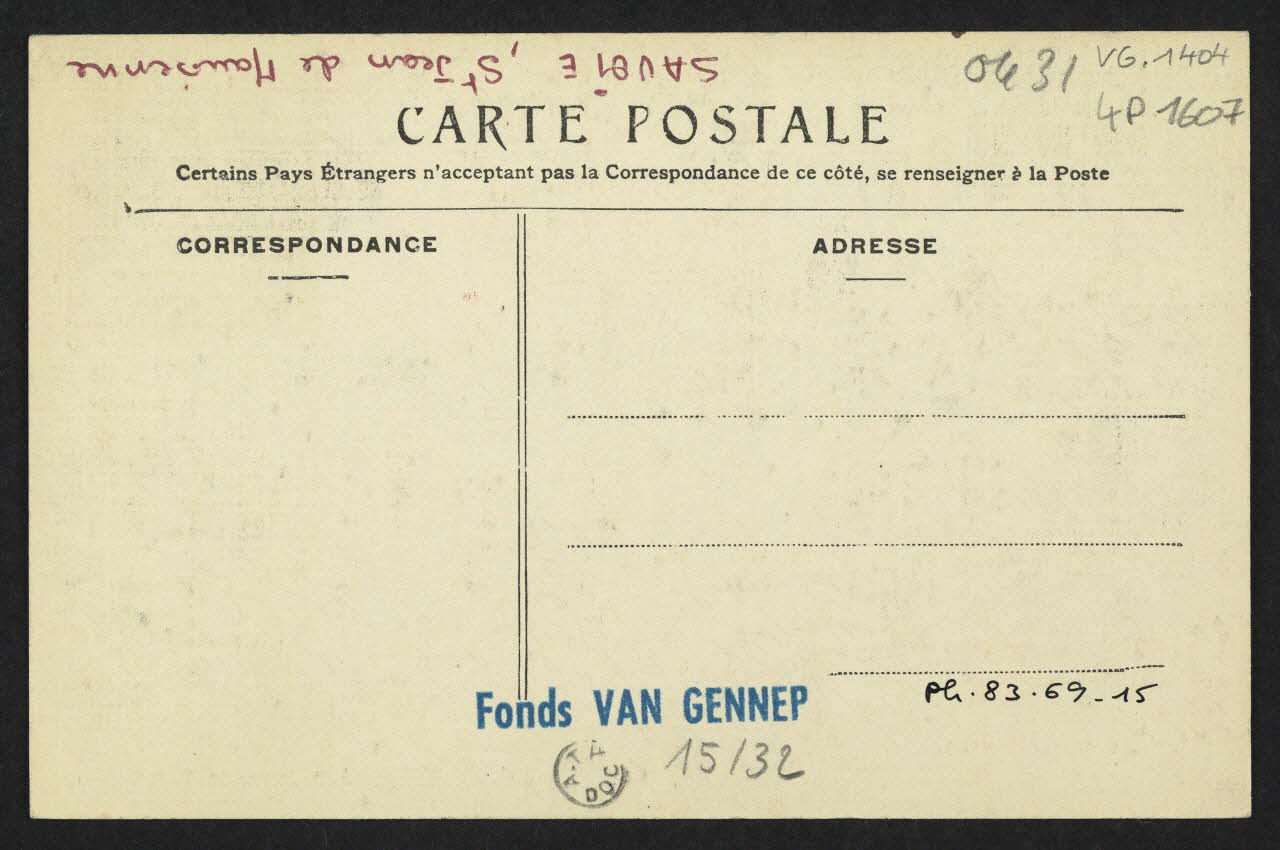 SAVOIE, St Jean de Maurienne
VG.1404
4P 1607
CARTE POSTALE
Certains Pays Étrangers n'acceptant pas la Correspondance de ce côté, se renseigner à la Poste
CORRESPONDANCE
ADRESSE
Ph.83.69-15
Fonds VAN GENNEP
15/32
DOC